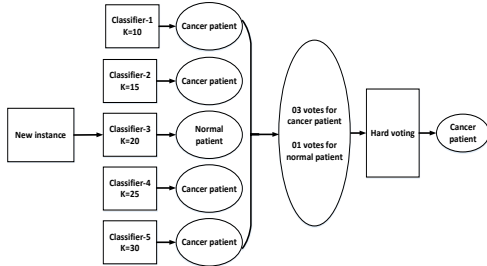 Classifier-1
K=10
Cancer patient
Classifier-2
K=15
Cancer patient
New instance
Classifier-3
K=20
Normal
patient
Classifier-4
K=25
Cancer patient
Classifier-5
K=30
Cancer patient
03 votes for
cancer patient
01 votes for
normal patient
Hard voting
Cancer
patient